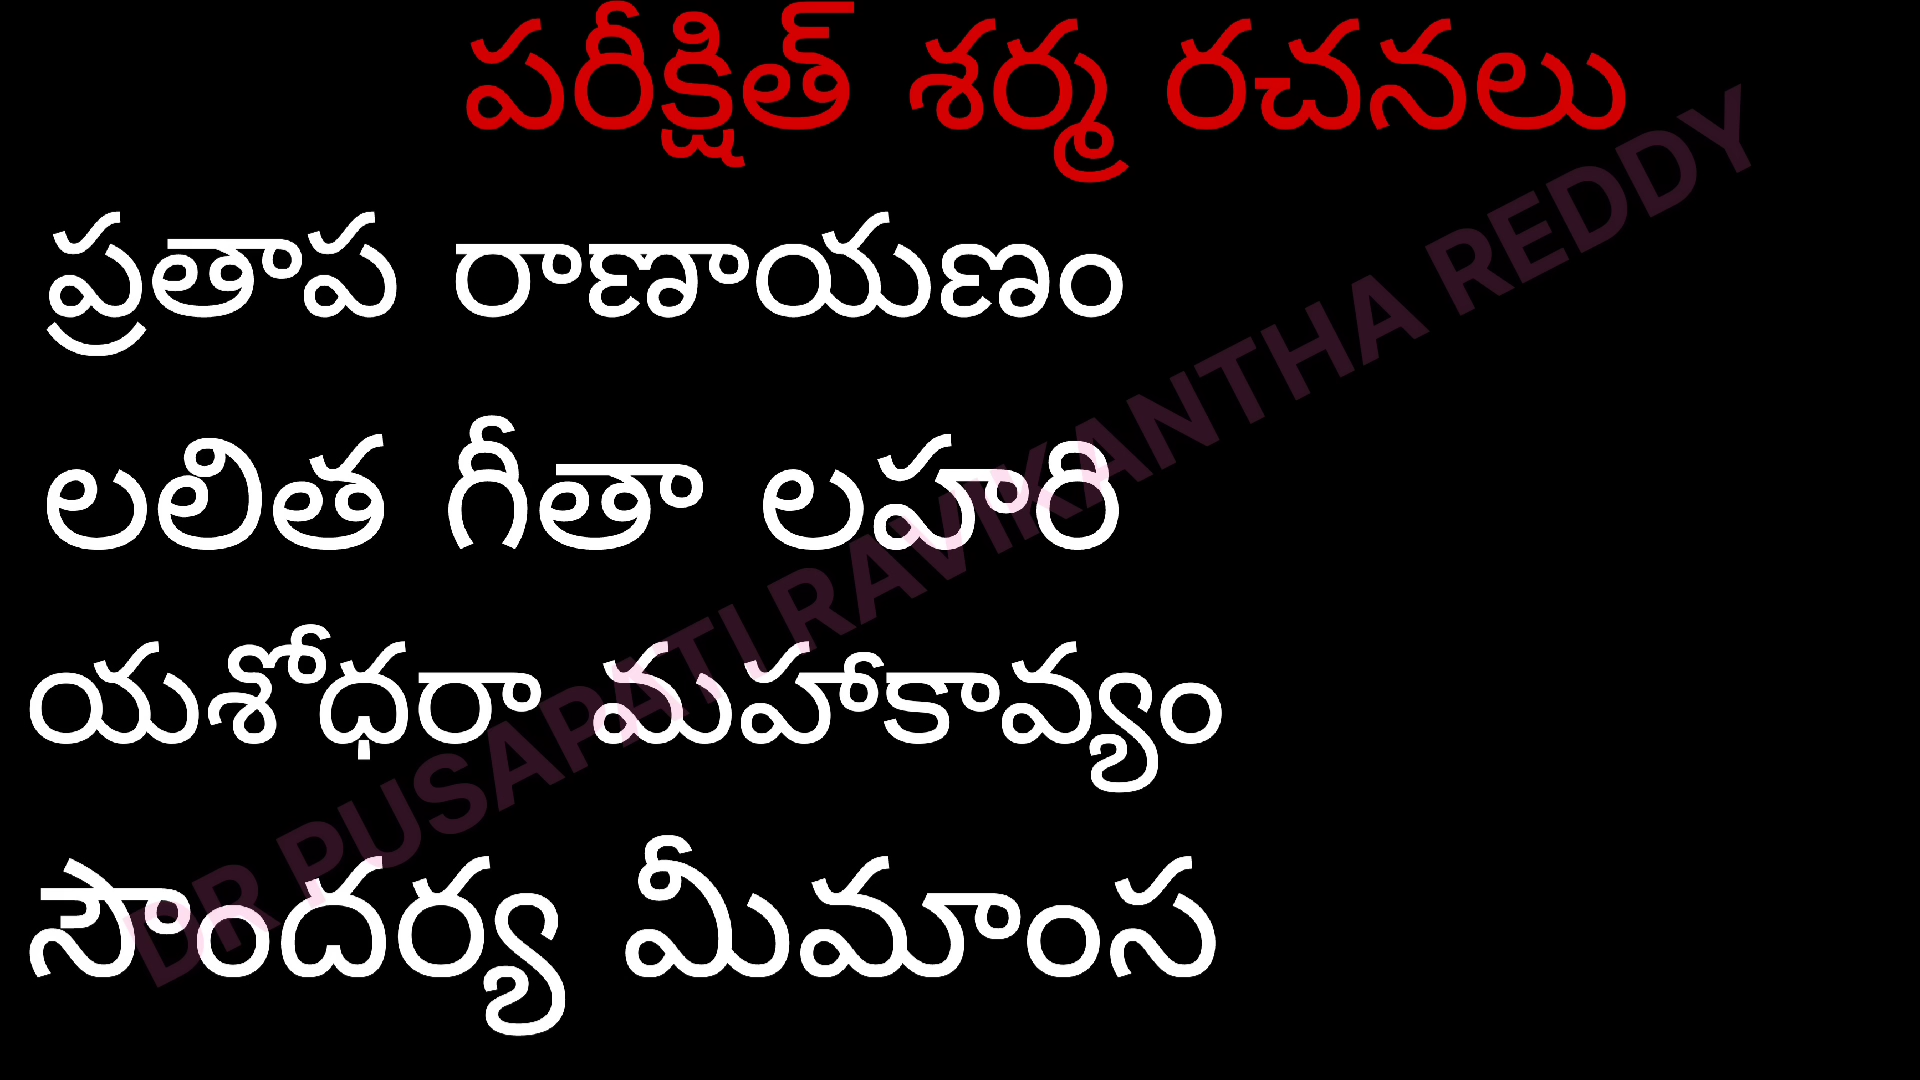 పరీక్షిత్ శర్మ రచనలు
ప్రతాప రాణాయణం
లలిత గీతా లహరి
యశోధరా మహాకావ్యం
సౌందర్య మీమాంస
DR PUSAPATI RAVIKANTHA REDDY